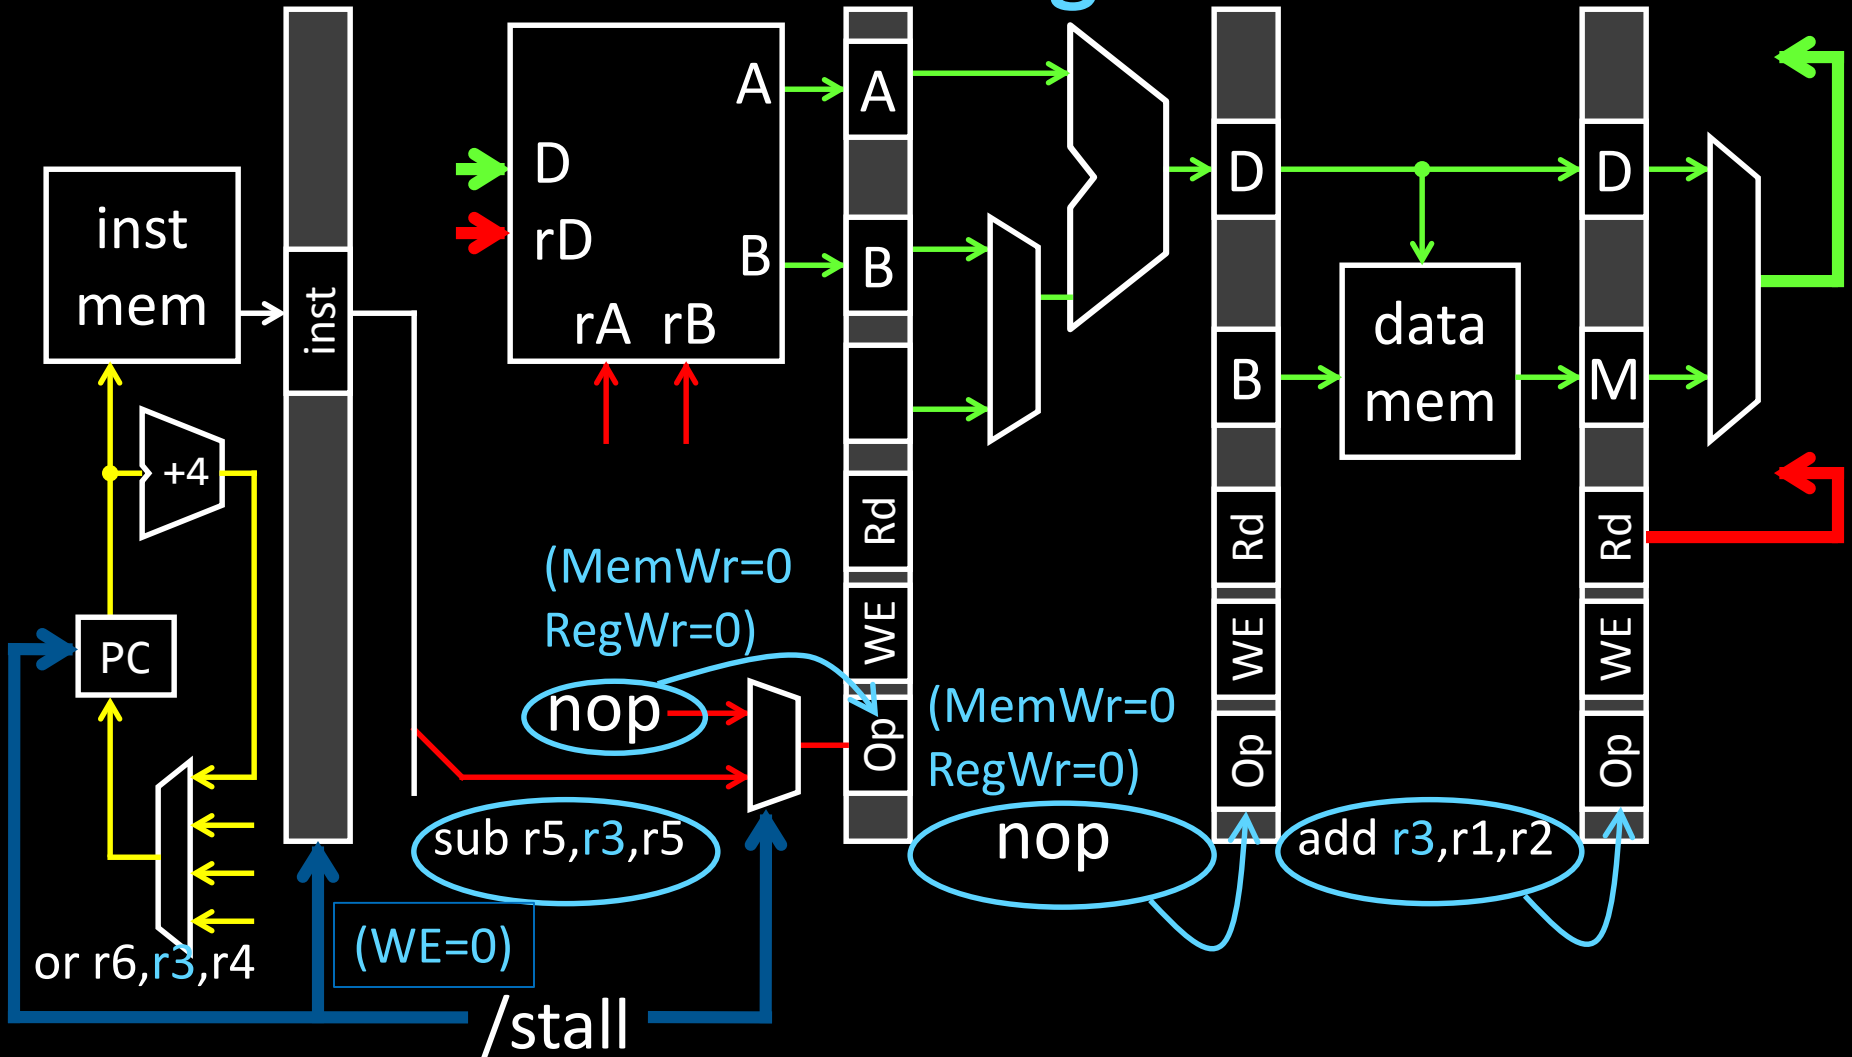 g
inst
mem
+4
PC
or r6,r3,r4
inst
(WE=0)
/stall
D
rD
A
B
rA rB
(MemWr=0
RegWr=0)
nop
sub r5,r3,r5
A
B
Rd
WE
Op
(MemWr=0
RegWr=0)
nop
D
B
Rd
WE
Op
data
mem
add r3,r1,r2
D
M
Rd
WE
Op